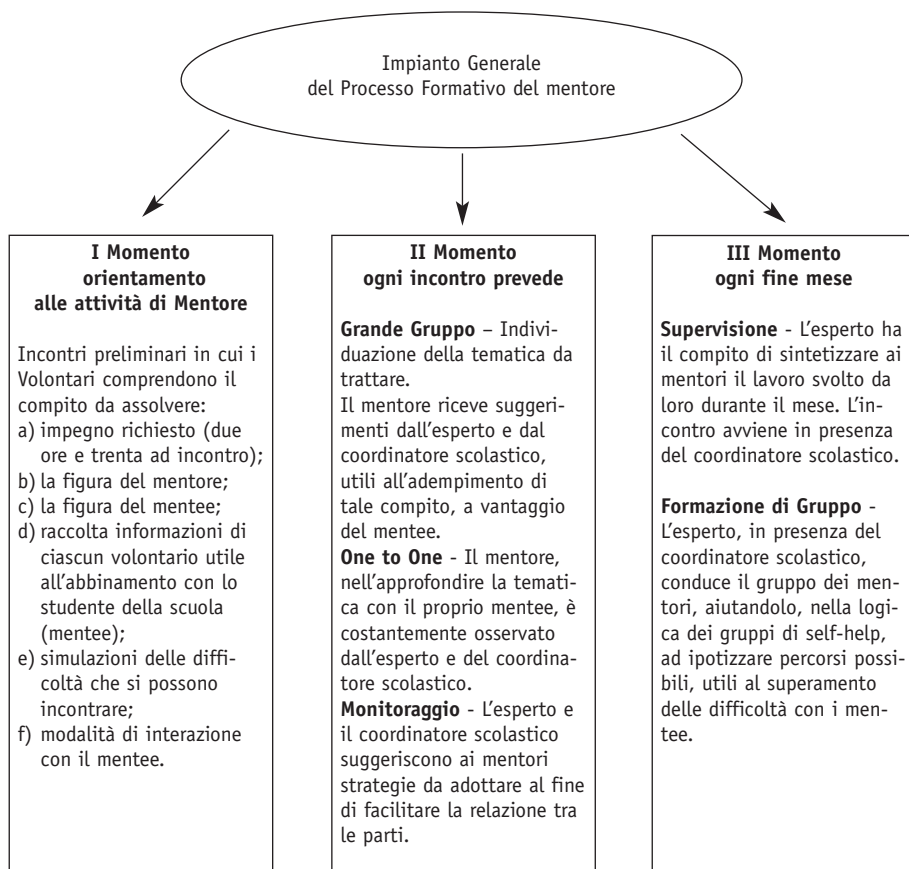 Impianto Generale
del Processo Formativo del mentore
I Momento
orientamento
alle attività di Mentore
Incontri preliminari in cui i
Volontari comprendono il
compito da assolvere:
a) impegno richiesto (due
ore e trenta ad incontro);
b) la figura del mentore;
c) la figura del mentee;
d) raccolta informazioni di
ciascun volontario utile
all'abbinamento con lo
studente della scuola
(mentee);
e) simulazioni delle diffi-
coltà che si possono
incontrare;
f) modalità di interazione
con il mentee.
II Momento
ogni incontro prevede
Grande Gruppo – Indivi-
duazione della tematica da
trattare.
Il mentore riceve suggeri-
menti dall'esperto e dal
coordinatore scolastico,
utili all'adempimento di
tale compito, a vantaggio
del mentee.
One to One - Il mentore,
nell'approfondire la temati-
ca con il proprio mentee, è
costantemente osservato
dall'esperto e del coordina-
tore scolastico.
Monitoraggio - L'esperto e
il coordinatore scolastico
suggeriscono ai mentori
strategie da adottare al fine
di facilitare la relazione tra
le parti.
III Momento
ogni fine mese
Supervisione - L'esperto ha
il compito di sintetizzare ai
mentori il lavoro svolto da
loro durante il mese. L'in-
contro avviene in presenza
del coordinatore scolastico.
Formazione di Gruppo -
L'esperto, in presenza del
coordinatore scolastico,
conduce il gruppo dei men-
tori, aiutandolo, nella logi-
ca dei gruppi di self-help,
ad ipotizzare percorsi possi-
bili, utili al superamento
delle difficoltà con i men-
tee.